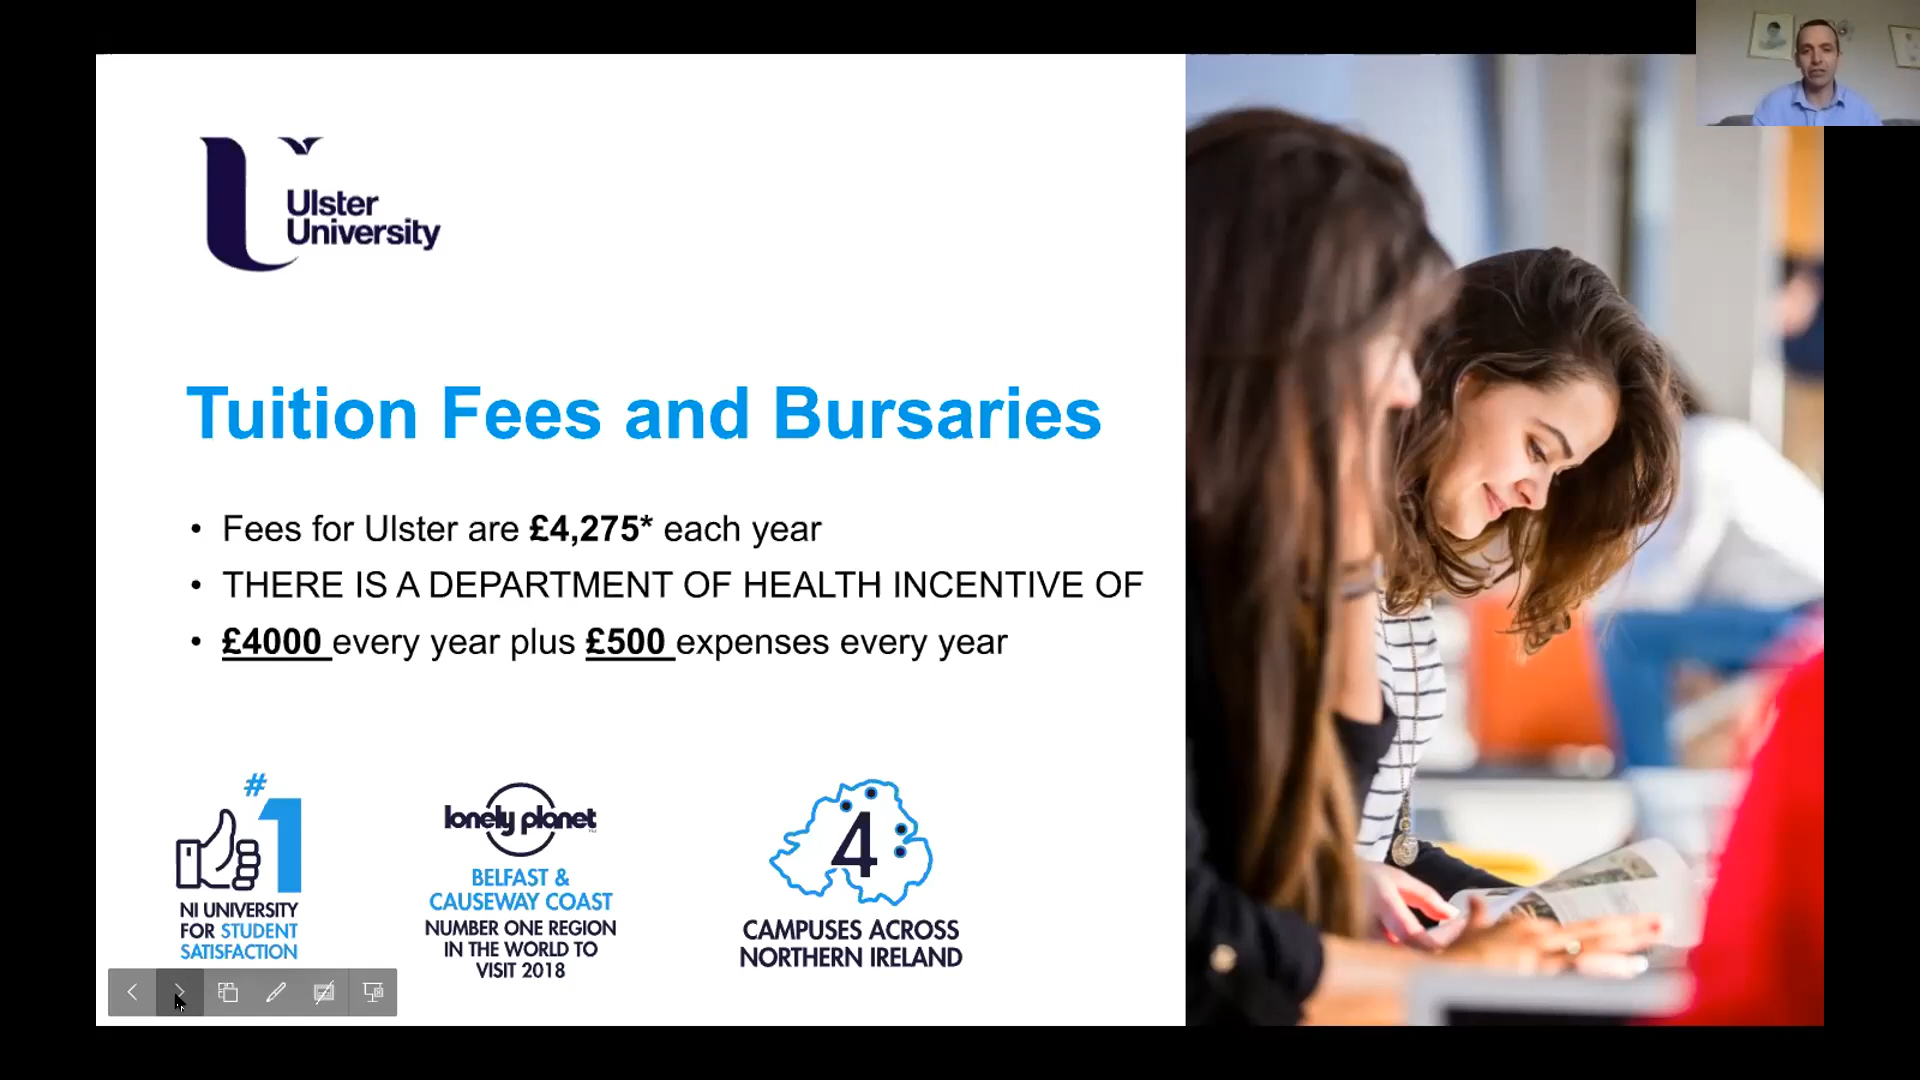 Ulster
University
Tuition Fees and Bursaries
• Fees for Ulster are £4,275* each year
• THERE IS A DEPARTMENT OF HEALTH INCENTIVE OF
• £4000 every year plus £500 expenses every year
#1
NI UNIVERSITY
FOR STUDENT
SATISFACTION
lonely planet
BELFAST &
CAUSEWAY COAST
NUMBER ONE REGION
IN THE WORLD TO
VISIT 2018
4
CAMPUSES ACROSS
NORTHERN IRELAND